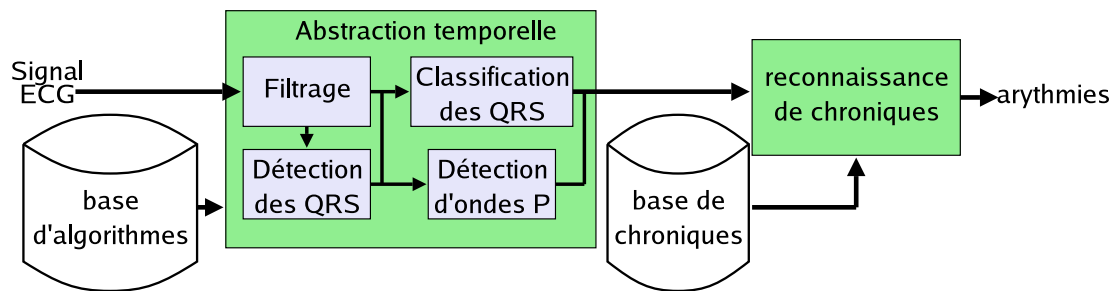 Abstraction temporelle
Signal
ECG
Filtrage
Classification
des QRS
Détection
des QRS
Détection
d'ondes P
base
d'algorithmes
base de
chroniques
reconnaissance
de chroniques
arythmies